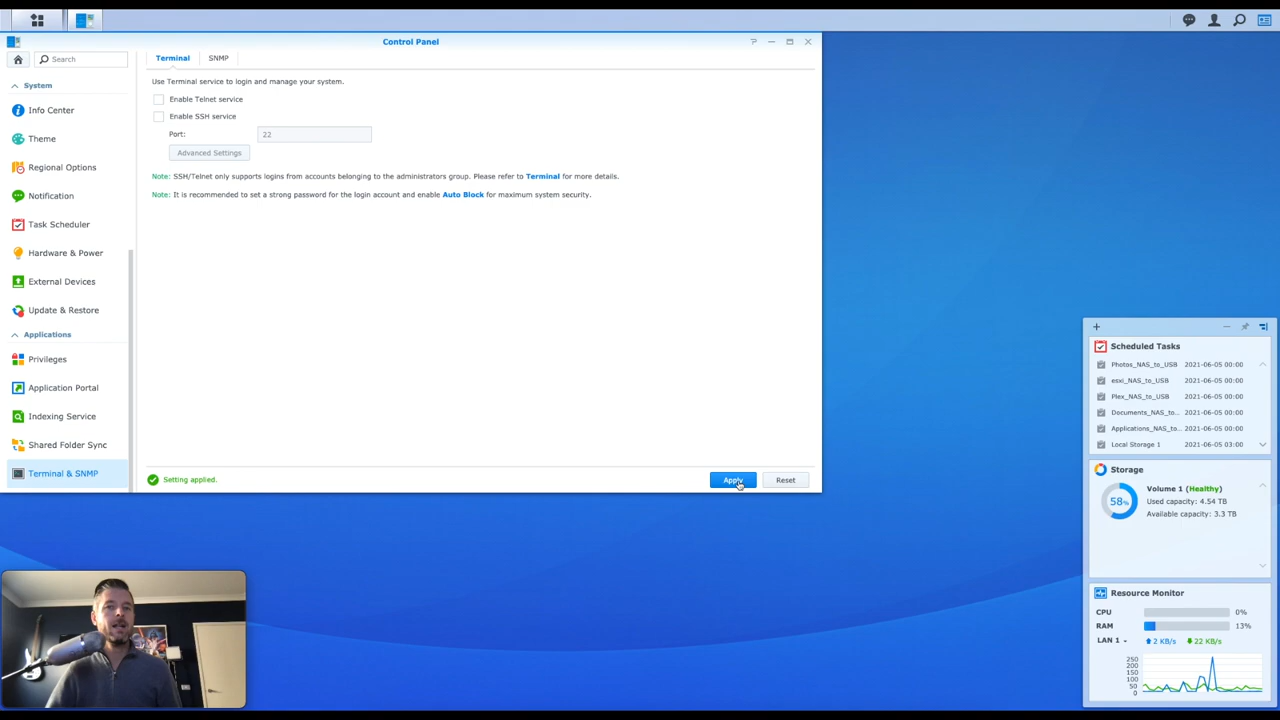 Control Panel
Search
System
Info Center
Theme
Regional Options
Notification
Task Scheduler
Hardware & Power
External Devices
Update & Restore
Applications
Privileges
Application Portal
Indexing Service
Shared Folder Sync
Terminal & SNMP
Terminal
SNMP
Use Terminal service to login and manage your system.
Enable Telnet service
Enable SSH service
Port:
22
Advanced Settings
Note: SSH/Telnet only supports logins from accounts belonging to the administrators group. Please refer to Terminal for more details.
Note: It is recommended to set a strong password for the login account and enable Auto Block for maximum system security.
Setting applied.
Apply
Reset
Scheduled Tasks
Photos_NAS_to_USB 2021-06-05 00:00
esxi_NAS_to_USB 2021-06-05 00:00
Plex_NAS_to_USB 2021-06-05 00:00
Documents_NAS_to... 2021-06-05 00:00
Applications_NAS_to... 2021-06-05 00:00
Local Storage 1 2021-06-05 03:00
Storage
58%
Volume 1 (Healthy)
Used capacity: 4.54 TB
Available capacity: 3.3 TB
Resource Monitor
CPU 0%
RAM 13%
LAN 1 2 KB/s 22 KB/s
250
200
150
100
50
0